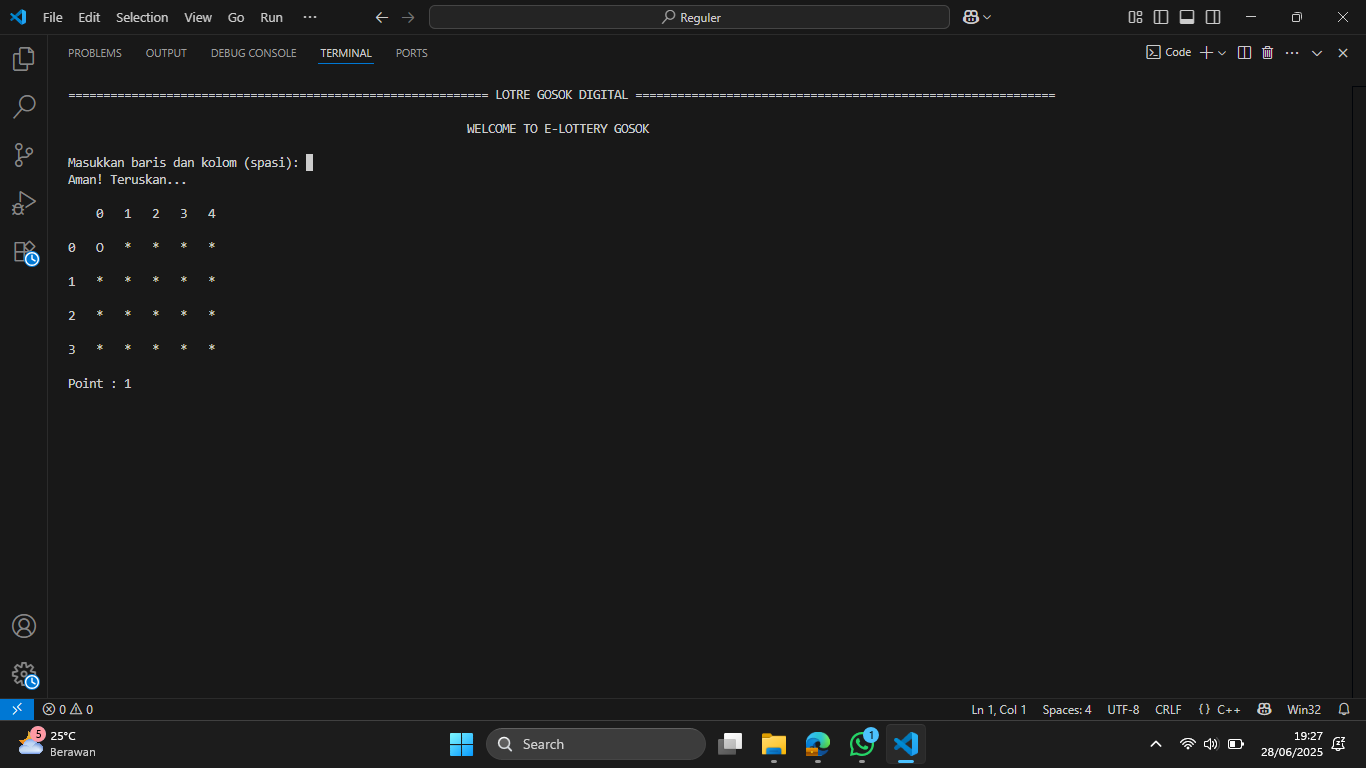 File Edit Selection View Go Run ···
Reguler
PROBLEMS OUTPUT DEBUG CONSOLE TERMINAL PORTS
Code
============================================================ LOTRE GOSOK DIGITAL ============================================================
WELCOME TO E-LOTTERY GOSOK
Masukkan baris dan kolom (spasi):
Aman! Teruskan...
0 1 2 3 4
0 O * * * *
1 * * * * *
2 * * * * *
3 * * * * *
Point : 1
0 0 Ln 1, Col 1 Spaces: 4 UTF-8 CRLF {} C++ Win32
5 25°C
Berawan
Search
1
19:27
28/06/2025